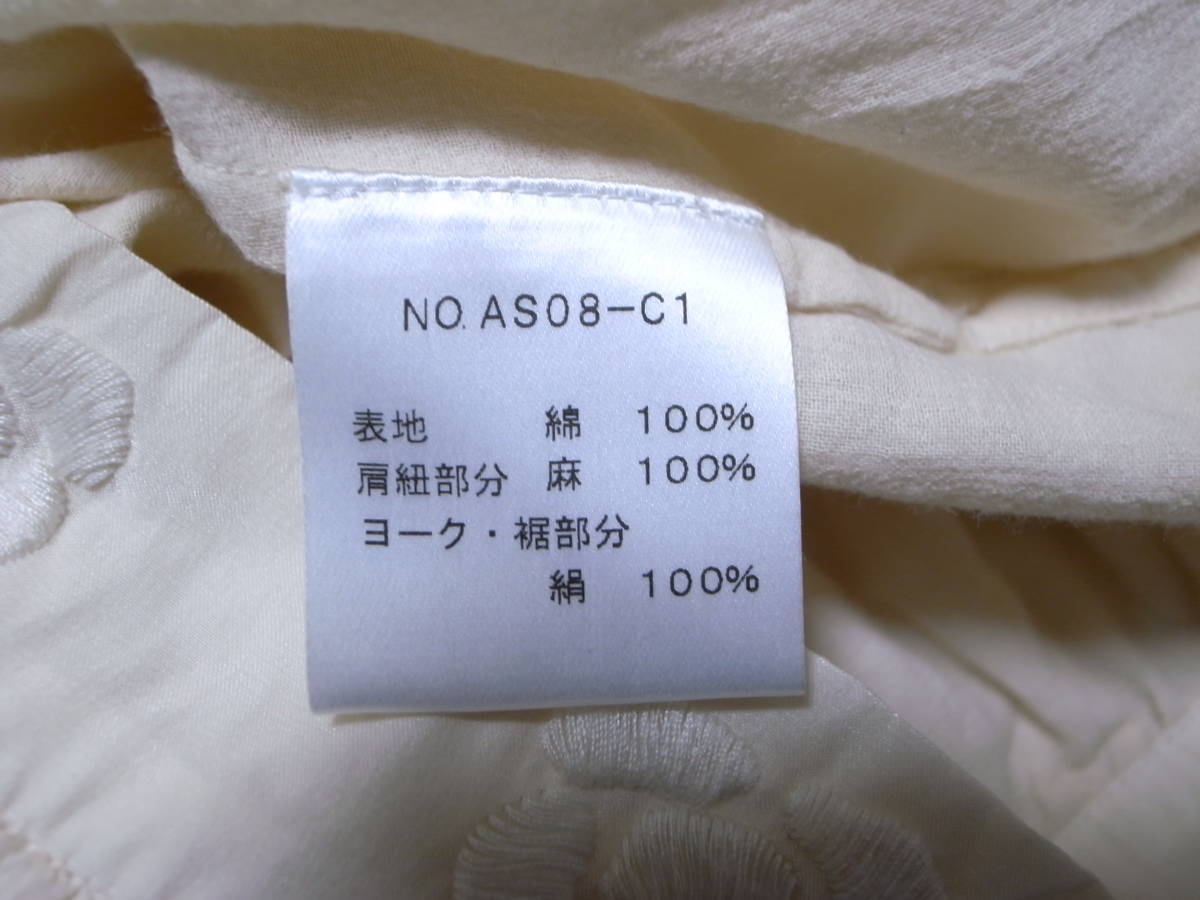 NO. AS08-C1
表地 綿 100%
肩紐部分 麻 100%
ヨーク・裾部分
絹 100%